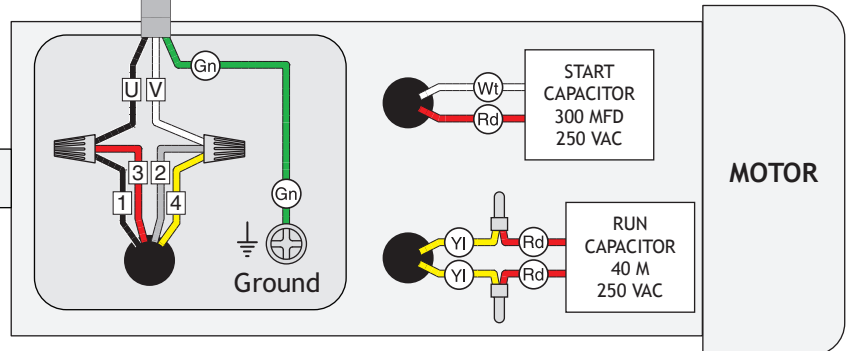 Gn
U V
3 2
1 4
Gn
Ground
Wt
Rd
START
CAPACITOR
300 MFD
250 VAC
Yl Rd
Yl Rd
RUN
CAPACITOR
40 M
250 VAC
MOTOR